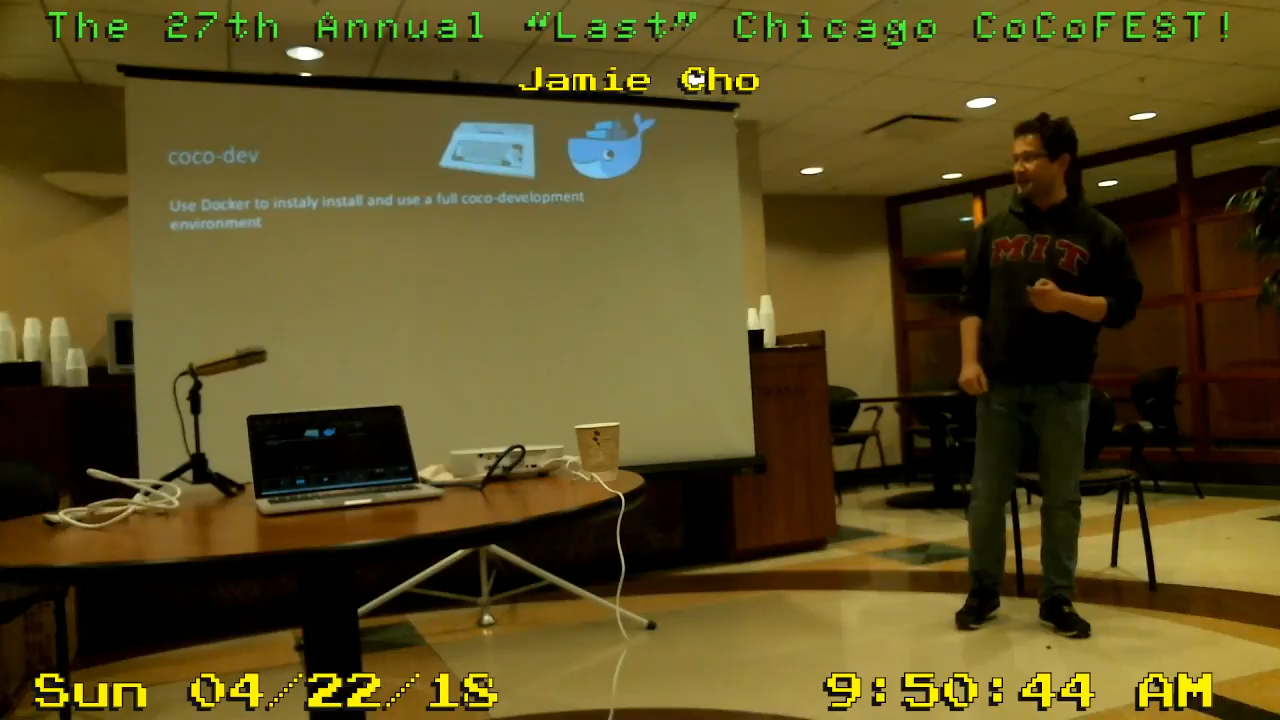 The 27th Annual “Last” Chicago CoCoFEST!
Jamie Cho
coco-dev
Use Docker to instaly install and use a full coco-development
environment
MIT
Sun 04/22/18
9:50:44 AM